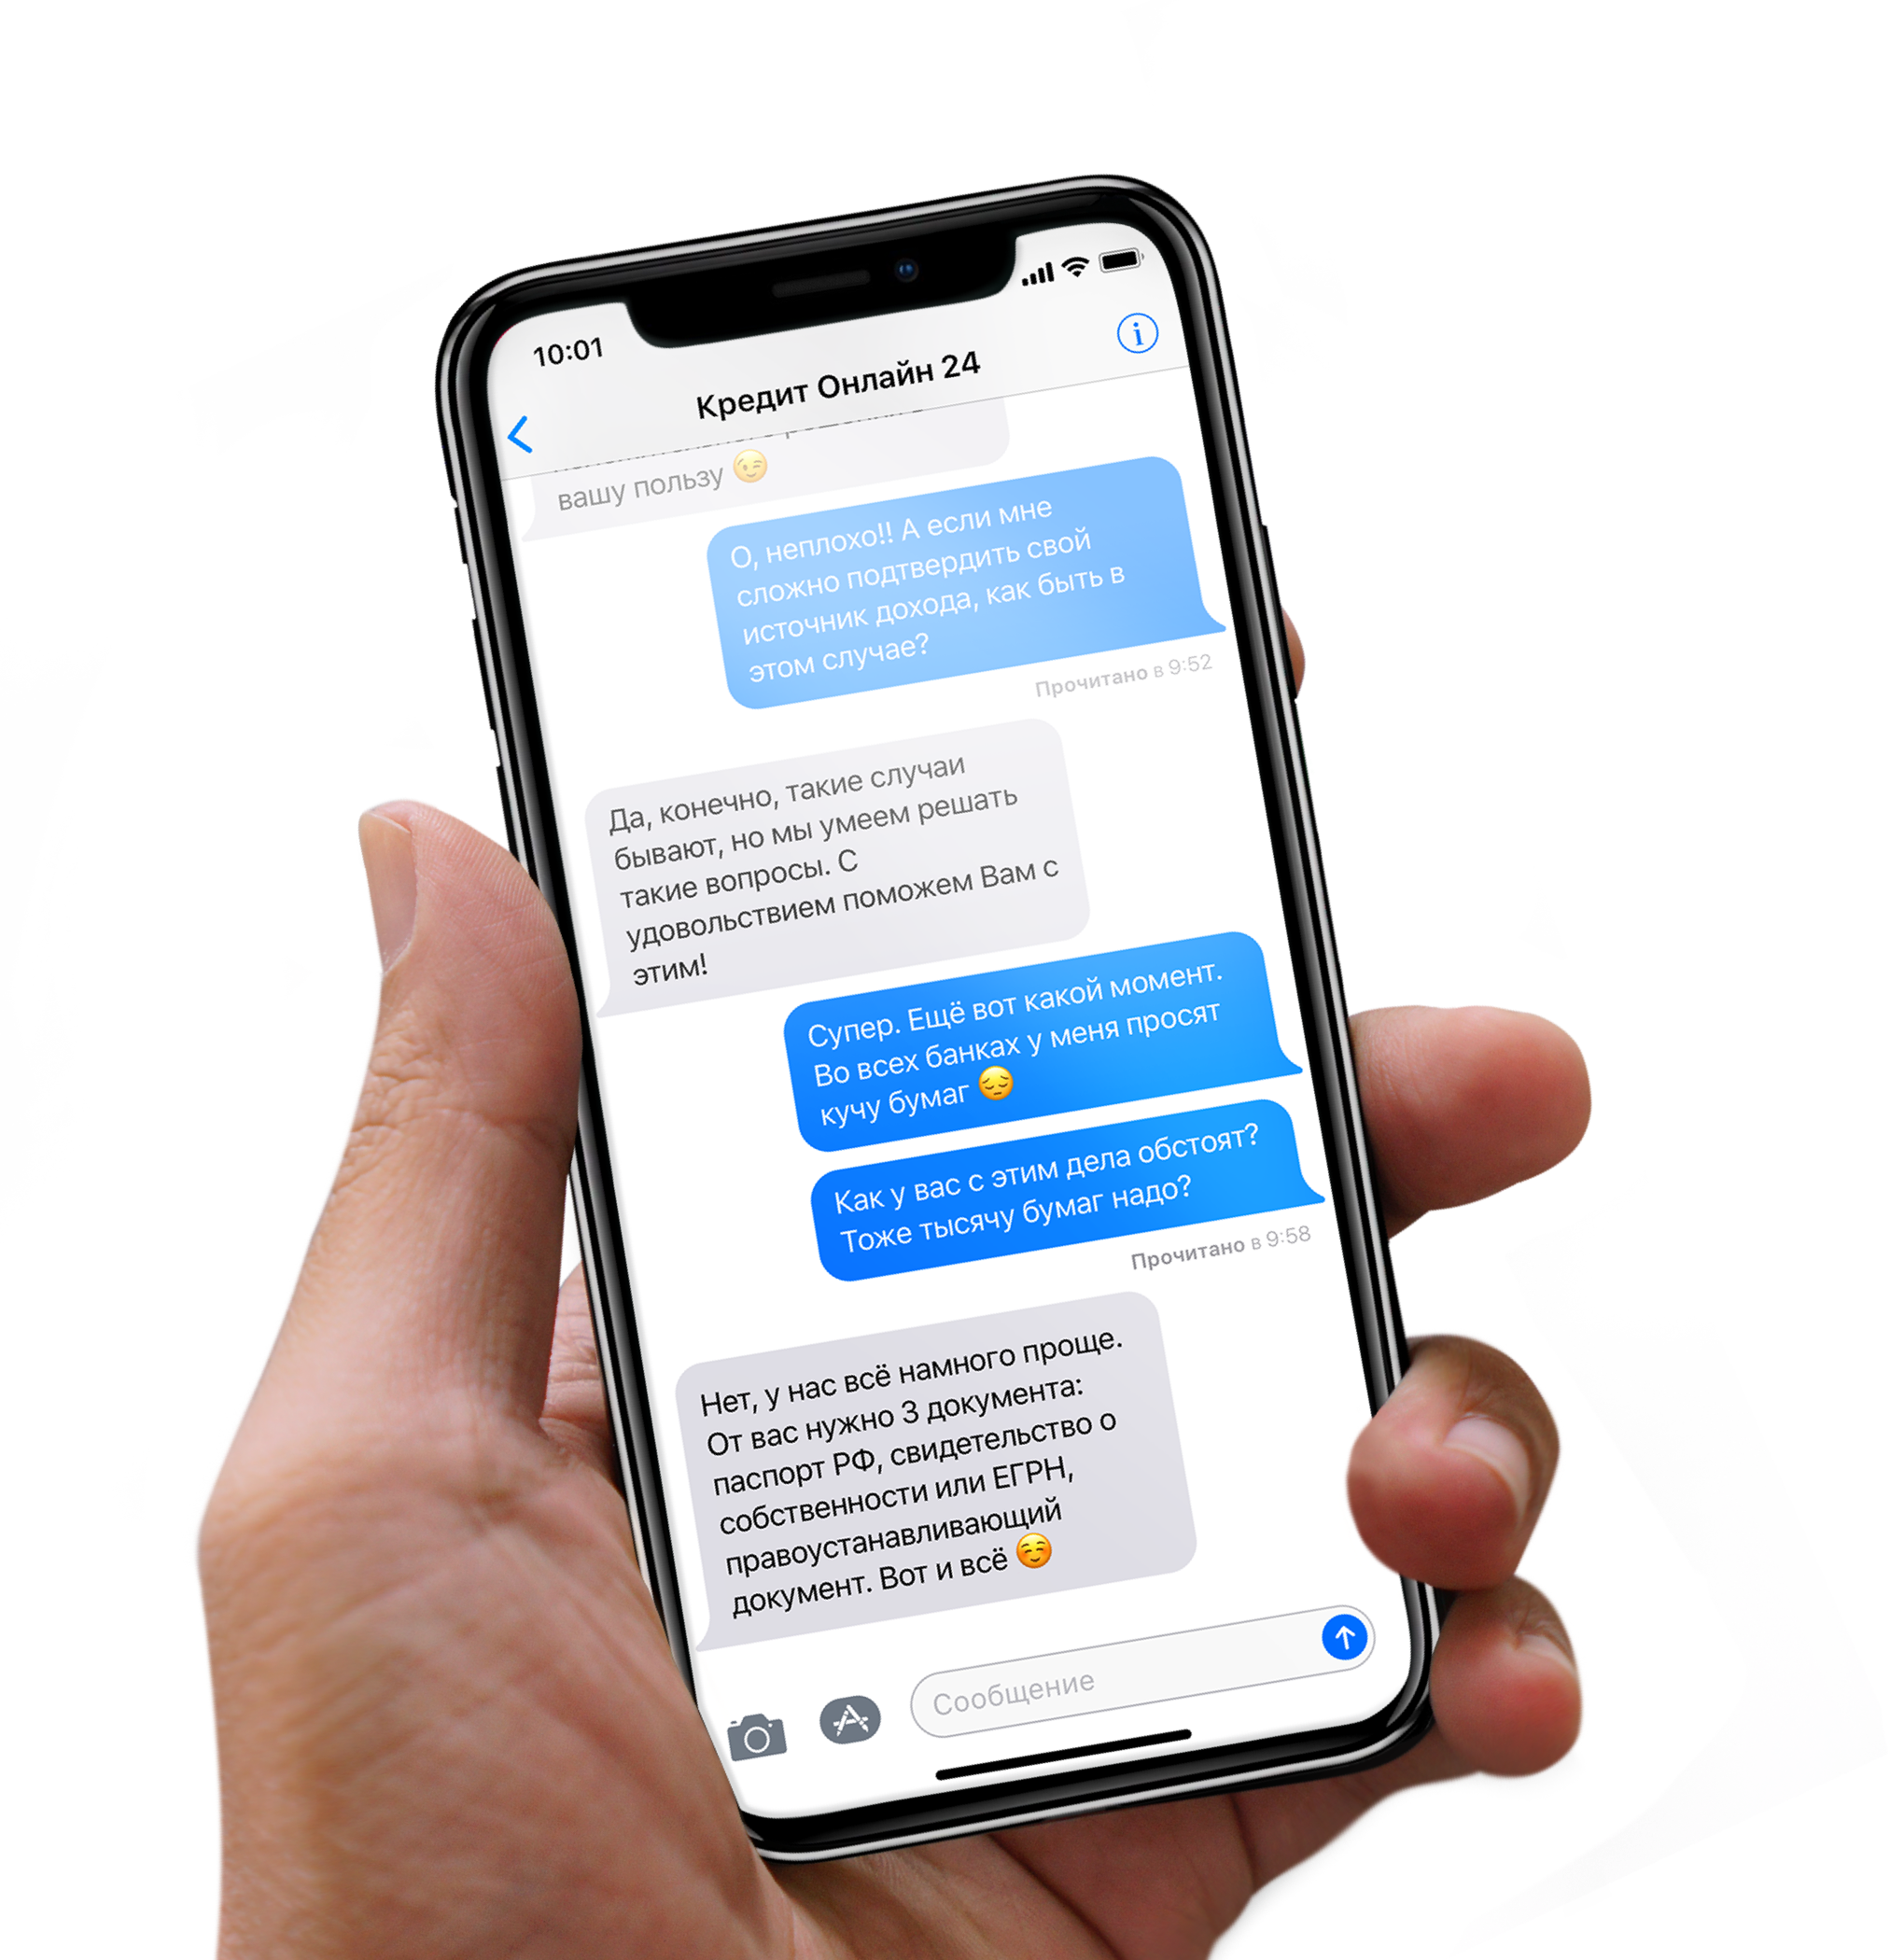 10:01
Кредит Онлайн 24
вашу пользу 😉
О, неплохо!! А если мне
сложно подтвердить свой
источник дохода, как быть в
этом случае?
Прочитано в 9:52
Да, конечно, такие случаи
бывают, но мы умеем решать
такие вопросы. С
удовольствием поможем Вам с
этим!
Супер. Ещё вот какой момент.
Во всех банках у меня просят
кучу бумаг 😔
Как у вас с этим дела обстоят?
Тоже тысячу бумаг надо?
Прочитано в 9:58
Нет, у нас всё намного проще.
От вас нужно 3 документа:
паспорт РФ, свидетельство о
собственности или ЕГРН,
правоустанавливающий
документ. Вот и всё ☺️
Сообщение